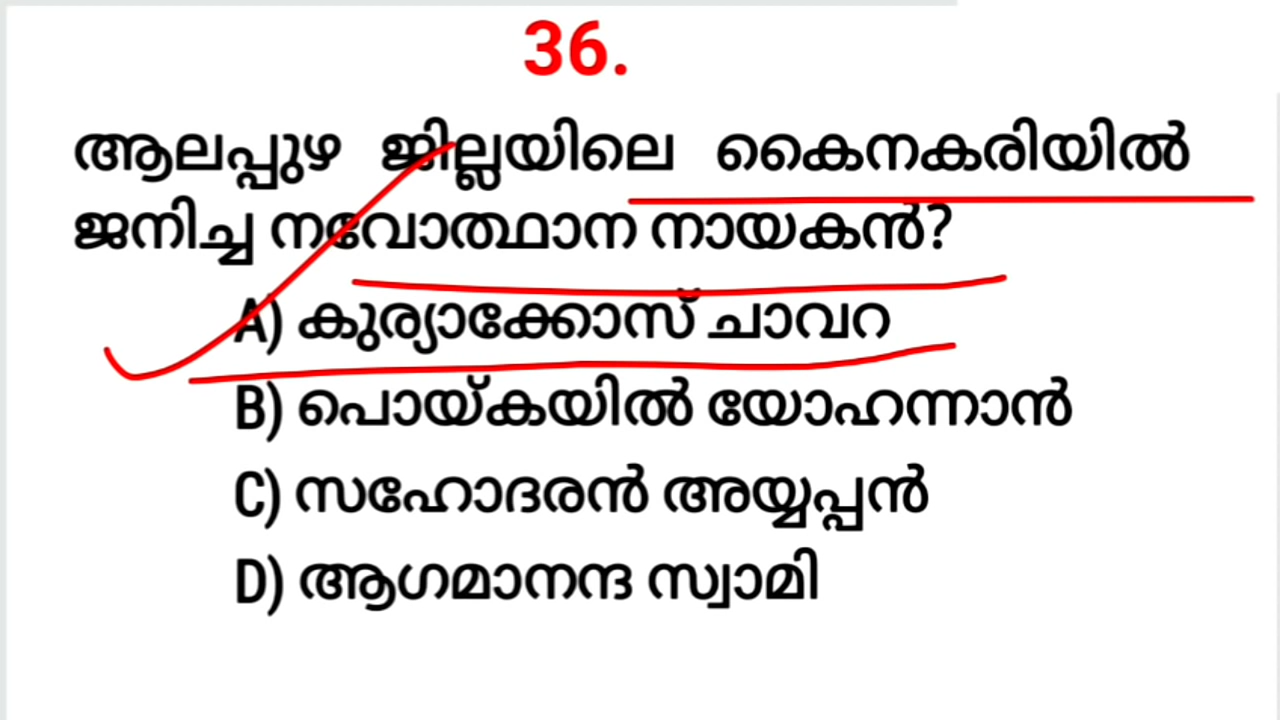 36.
ആലപ്പുഴ ജില്ലയിലെ കൈനകരിയിൽ
ജനിച്ച നവോത്ഥാന നായകൻ?
A) കുര്യാക്കോസ് ചാവറ
B) പൊയ്കയിൽ യോഹന്നാൻ
C) സഹോദരൻ അയ്യപ്പൻ
D) ആഗമാനന്ദ സ്വാമി